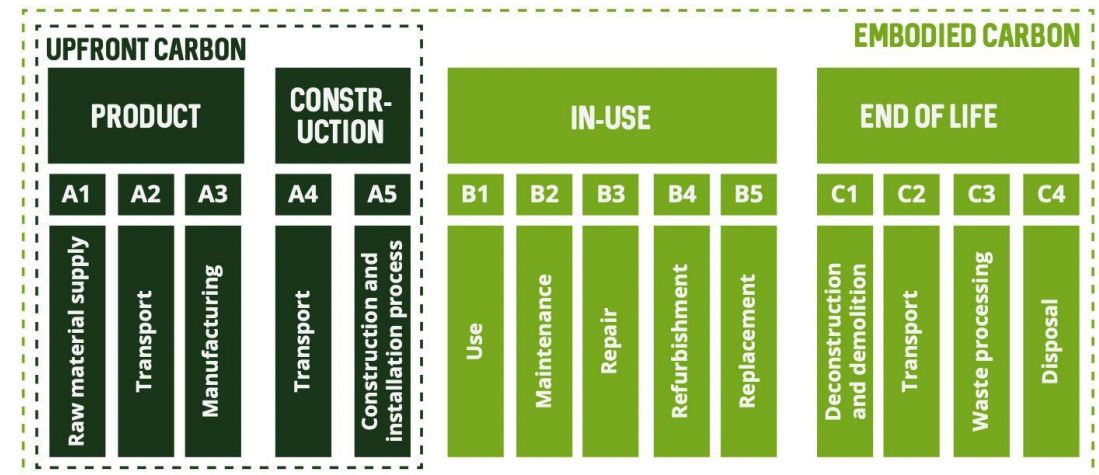 EMBODIED CARBON
UPFRONT CARBON
PRODUCT
CONSTR-
UCTION
IN-USE
END OF LIFE
A1
A2
A3
A4
A5
B1
B2
B3
B4
B5
C1
C2
C3
C4
Raw material supply
Transport
Manufacturing
Transport
Construction and
installation process
Use
Maintenance
Repair
Refurbishment
Replacement
Deconstruction
and demolition
Transport
Waste processing
Disposal